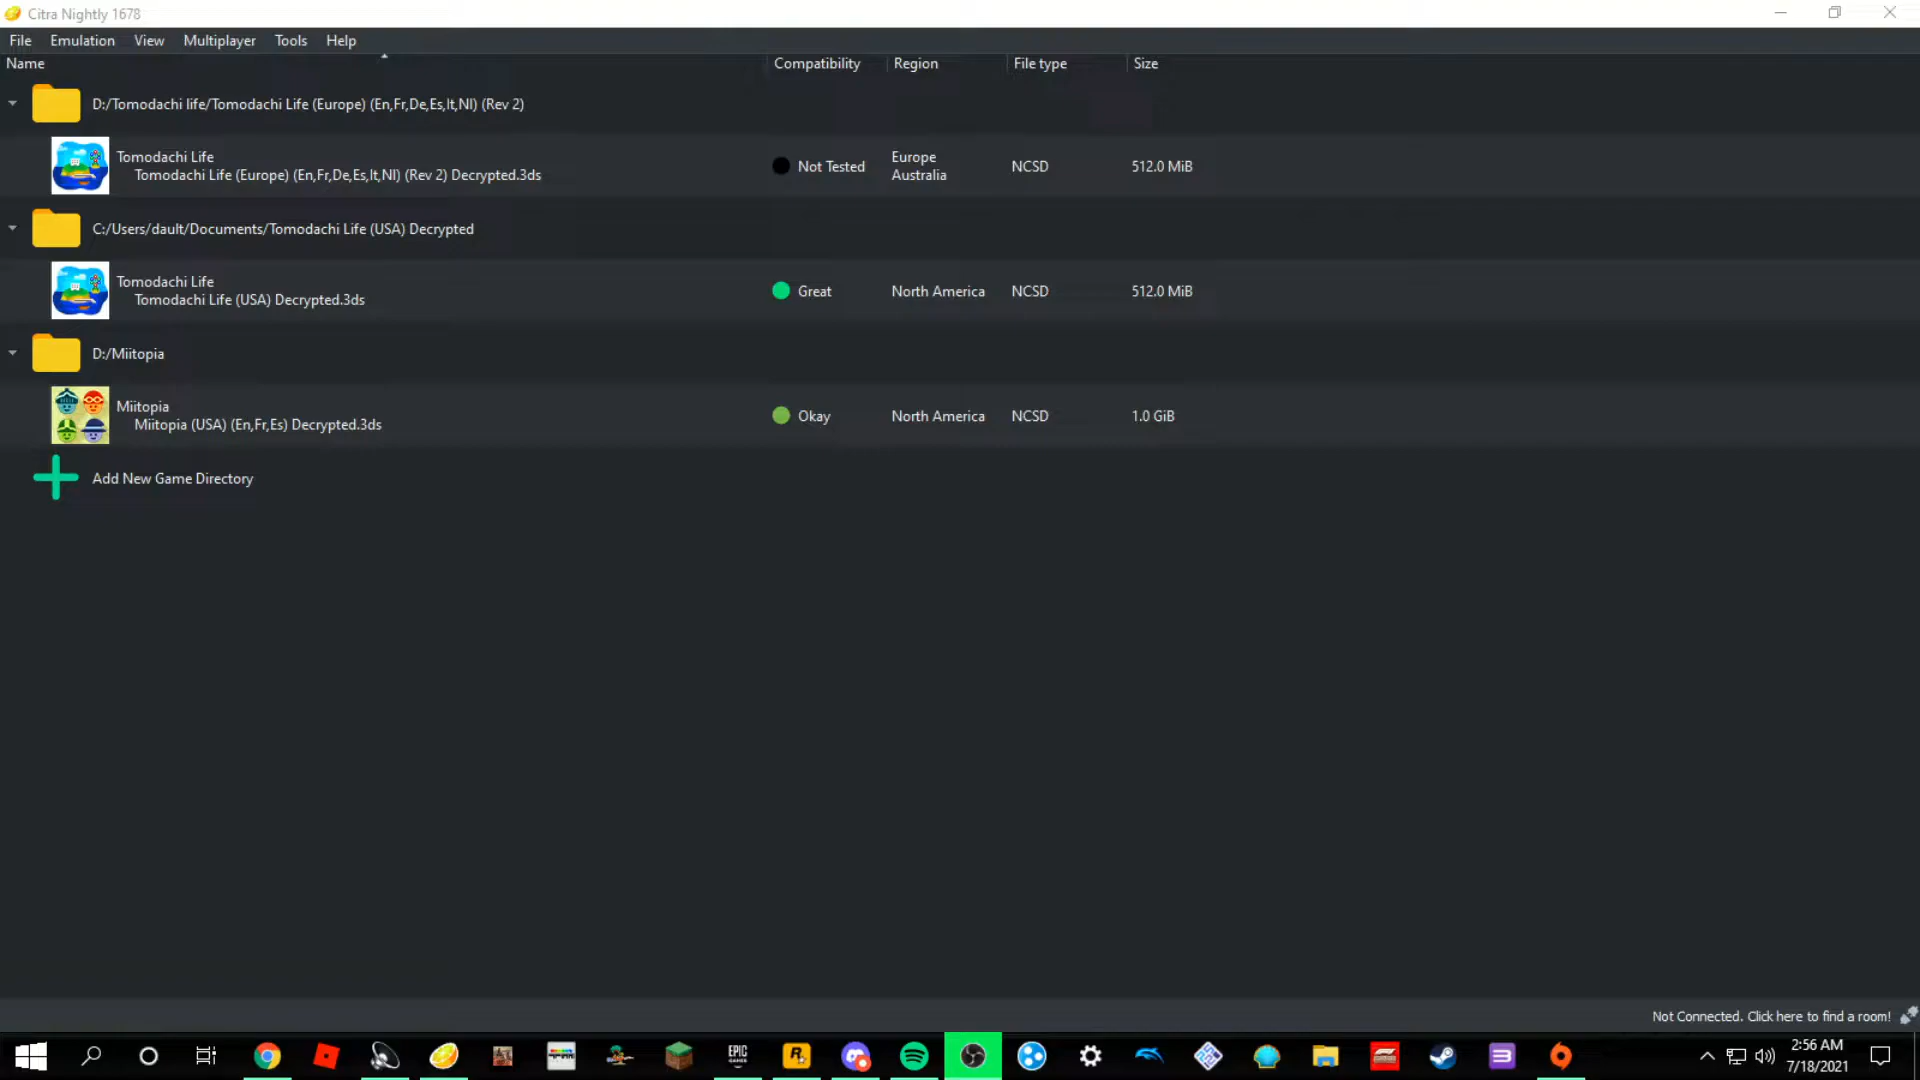 Citra Nightly 1678
File Emulation View Multiplayer Tools Help
Name Compatibility Region File type Size
D:/Tomodachi life/Tomodachi Life (Europe) (En,Fr,De,Es,It,Nl) (Rev 2)
Tomodachi Life
Tomodachi Life (Europe) (En,Fr,De,Es,It,Nl) (Rev 2) Decrypted.3ds
Not Tested
Europe
Australia
NCSD
512.0 MiB
C:/Users/dault/Documents/Tomodachi Life (USA) Decrypted
Tomodachi Life
Tomodachi Life (USA) Decrypted.3ds
Great
North America
NCSD
512.0 MiB
D:/Miitopia
Miitopia
Miitopia (USA) (En,Fr,Es) Decrypted.3ds
Okay
North America
NCSD
1.0 GiB
Add New Game Directory
Not Connected. Click here to find a room!
EPIC
GAMES
R
2:56 AM
7/18/2021